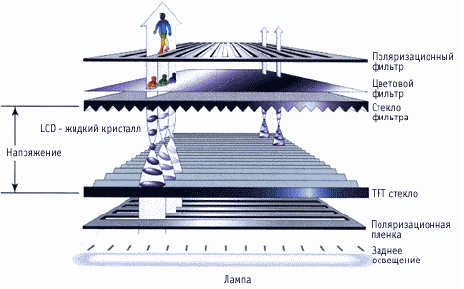 Поляризационный
фильтр
Цветовой
фильтр
Стекло
фильтра
LCD - жидкий кристалл
Напряжение
TFT стекло
Поляризационная
пленка
Заднее
освещение
Лампа